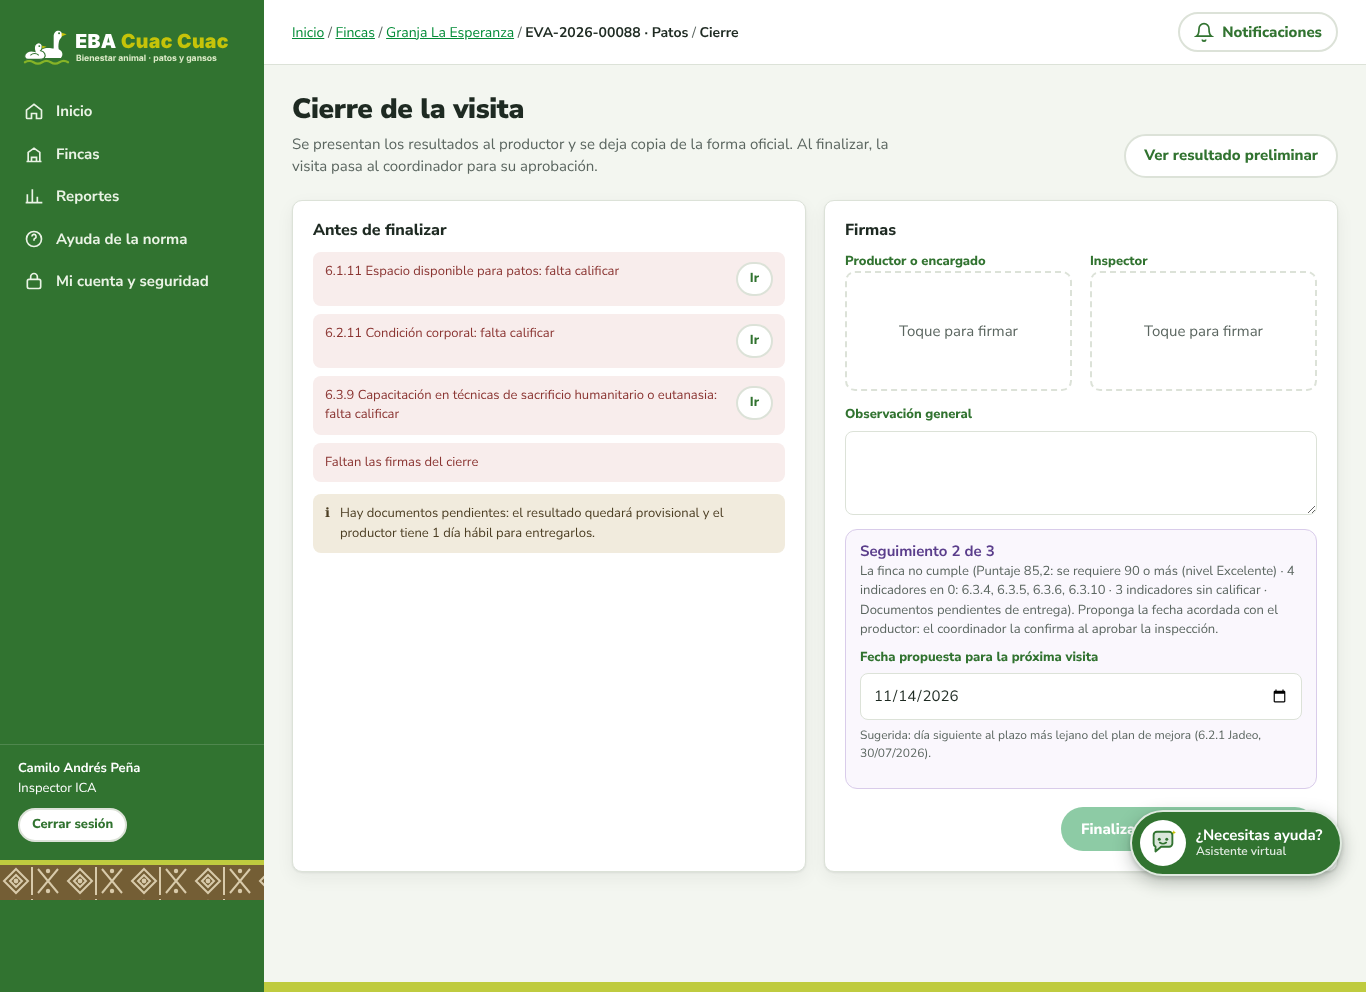 EBA Cuac Cuac
Bienestar animal · patos y gansos
Inicio
Fincas
Reportes
Ayuda de la norma
Mi cuenta y seguridad
Camilo Andrés Peña
Inspector ICA
Cerrar sesión
Inicio / Fincas / Granja La Esperanza / EVA-2026-00088 · Patos / Cierre
Notificaciones
Cierre de la visita
Se presentan los resultados al productor y se deja copia de la forma oficial. Al finalizar, la
visita pasa al coordinador para su aprobación.
Ver resultado preliminar
Antes de finalizar
6.1.11 Espacio disponible para patos: falta calificar
Ir
6.2.11 Condición corporal: falta calificar
Ir
6.3.9 Capacitación en técnicas de sacrificio humanitario o eutanasia:
falta calificar
Ir
Faltan las firmas del cierre
ℹ Hay documentos pendientes: el resultado quedará provisional y el
productor tiene 1 día hábil para entregarlos.
Firmas
Productor o encargado
Inspector
Toque para firmar
Toque para firmar
Observación general
Seguimiento 2 de 3
La finca no cumple (Puntaje 85,2: se requiere 90 o más (nivel Excelente) · 4
indicadores en 0: 6.3.4, 6.3.5, 6.3.6, 6.3.10 · 3 indicadores sin calificar ·
Documentos pendientes de entrega). Proponga la fecha acordada con el
productor: el coordinador la confirma al aprobar la inspección.
Fecha propuesta para la próxima visita
11/14/2026
Sugerida: día siguiente al plazo más lejano del plan de mejora (6.2.1 Jadeo,
30/07/2026).
¿Necesitas ayuda?
Asistente virtual